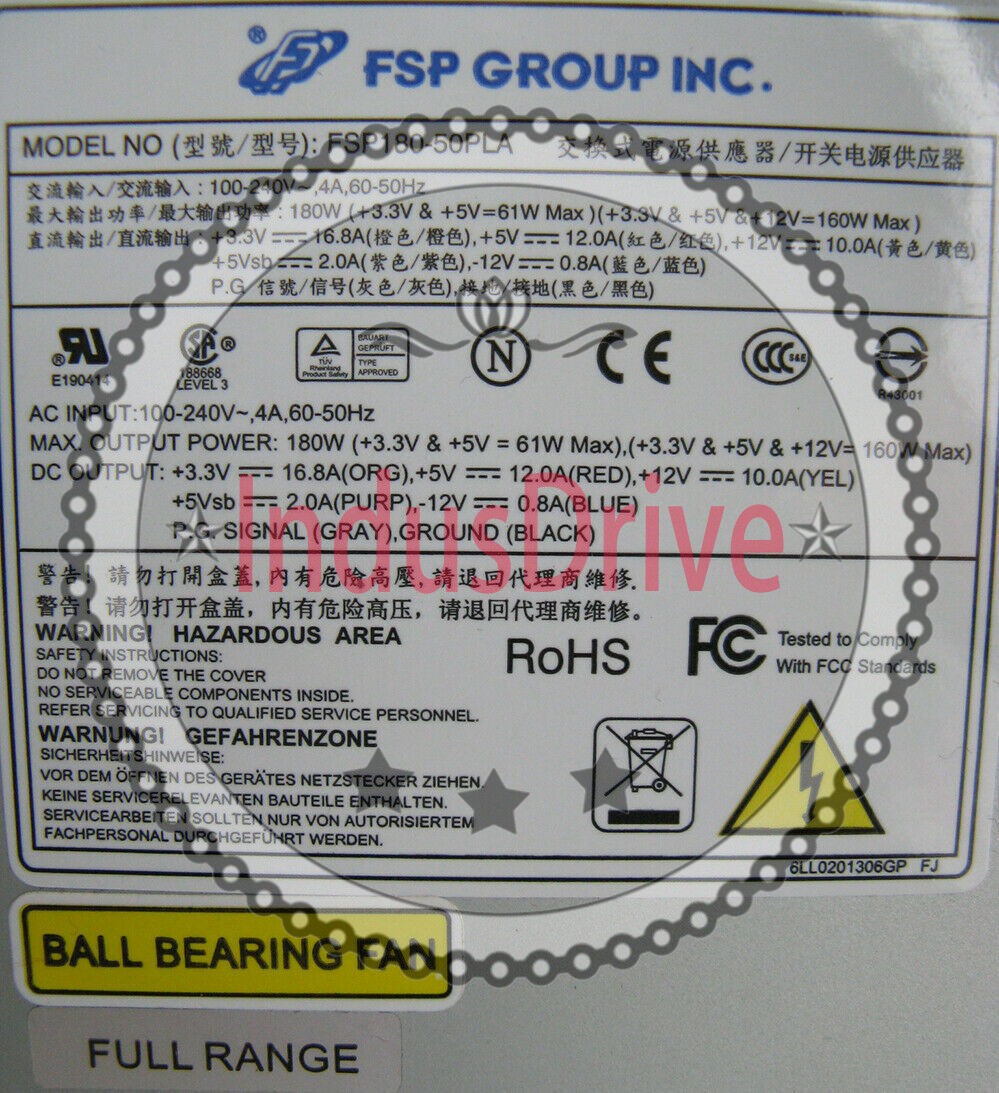 ® FSP GROUP INC.
MODEL NO (型號/型号): FSP180-50PLA 交換式電源供應器/开关电源供应器
交流輸入/交流输入: 100-240V~,4A,60-50Hz
最大輸出功率/最大输出功率: 180W (+3.3V & +5V=61W Max )(+3.3V & +5V &+12V=160W Max )
直流輸出/直流输出: +3.3V ⎓ 16.8A(橙色/橙色),+5V ⎓ 12.0A(紅色/红色),+12V ⎓ 10.0A(黃色/黄色)
+5Vsb ⎓ 2.0A(紫色/紫色),-12V ⎓ 0.8A(藍色/蓝色)
P.G. 信號/信号(灰色/灰色),接地/接地(黑色/黑色)
RU ®
E190414
SA ®
188668
LEVEL 3
TÜV
Rheinland
Product Safety
BAUART
GEPRÜFT
TYPE
APPROVED
N
CE
CCC S&E
R43001
AC INPUT:100-240V~,4A,60-50Hz
MAX. OUTPUT POWER: 180W (+3.3V & +5V = 61W Max),(+3.3V & +5V & +12V= 160W Max)
DC OUTPUT: +3.3V ⎓ 16.8A(ORG),+5V ⎓ 12.0A(RED),+12V ⎓ 10.0A(YEL)
+5Vsb ⎓ 2.0A(PURP),-12V ⎓ 0.8A(BLUE)
P.G. SIGNAL (GRAY),GROUND (BLACK)
IndusDrive
警告! 請勿打開盒蓋, 內有危險高壓, 請退回代理商維修.
警告! 请勿打开盒盖, 内有危险高压, 请退回代理商维修。
WARNING! HAZARDOUS AREA
SAFETY INSTRUCTIONS:
DO NOT REMOVE THE COVER
NO SERVICEABLE COMPONENTS INSIDE.
REFER SERVICING TO QUALIFIED SERVICE PERSONNEL.
RoHS
FCC Tested to Comply
With FCC Standards
WARNUNG! GEFAHRENZONE
SICHERHEITSHINWEISE:
VOR DEM ÖFFNEN DES GERÄTES NETZSTECKER ZIEHEN.
KEINE SERVICERELEVANTEN BAUTEILE ENTHALTEN.
SERVICEARBEITEN SOLLTEN NUR VON AUTORISIERTEM
FACHPERSONAL DURCHGEFÜHRT WERDEN.
6LL0201306GP FJ
BALL BEARING FAN
FULL RANGE